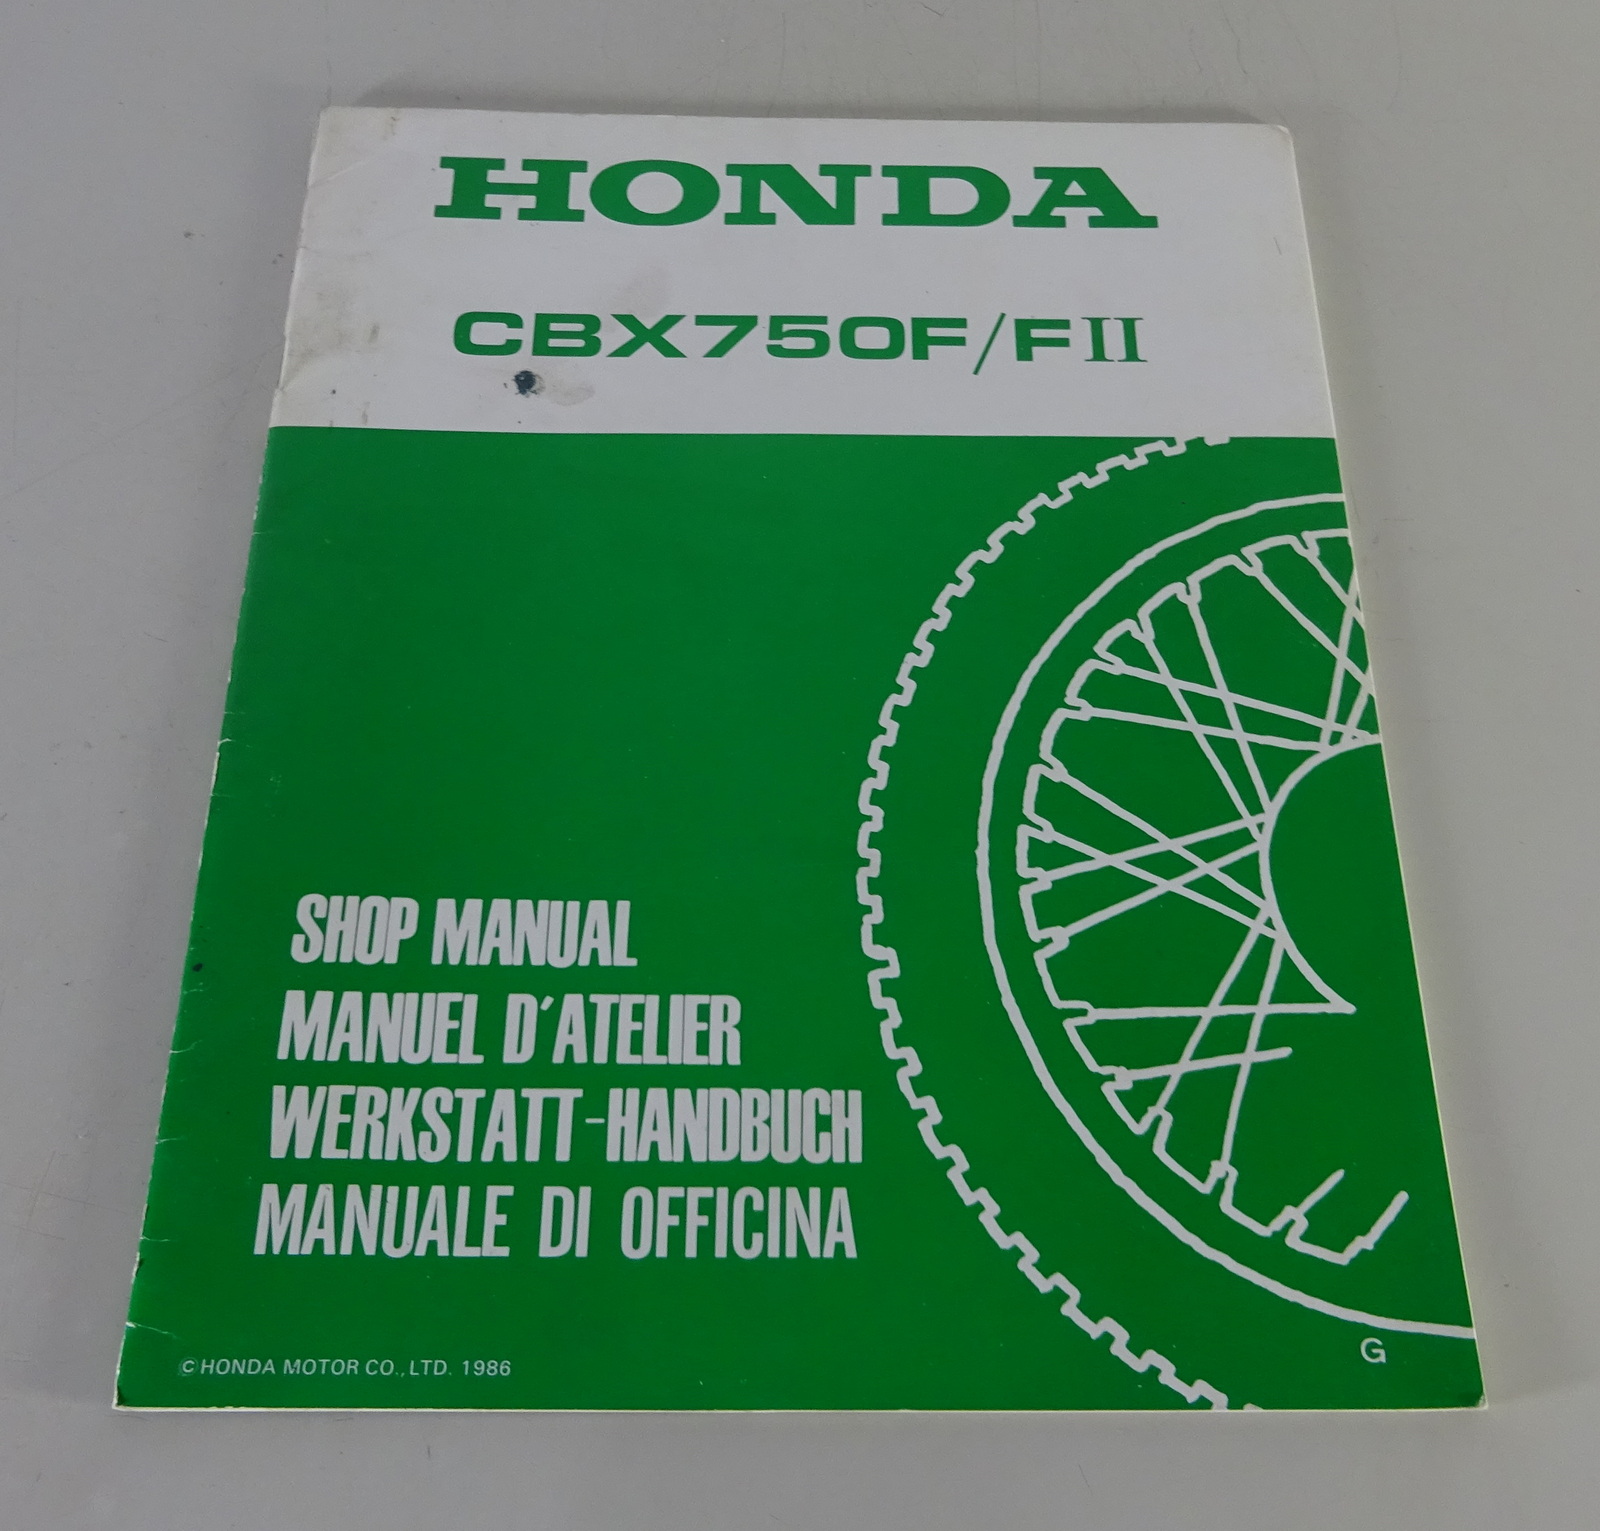 HONDA
CBX750F/FII
SHOP MANUAL
MANUEL D'ATELIER
WERKSTATT-HANDBUCH
MANUALE DI OFFICINA
©HONDA MOTOR CO., LTD. 1986
G